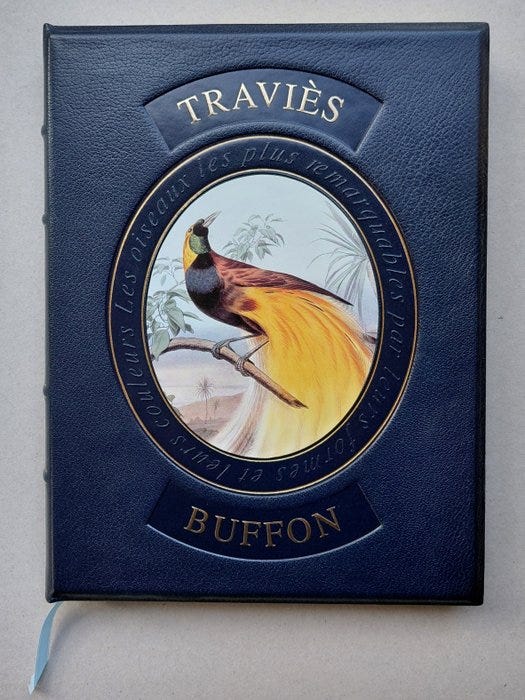 TRAVIÈS
Les oiseaux les plus remarquables par leurs formes et leurs couleurs
BUFFON